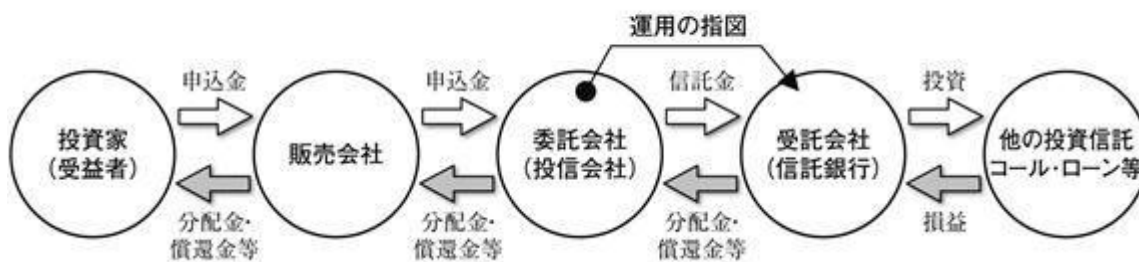 運用の指図
申込金
申込金
信託金
投資
投資家
(受益者)
販売会社
委託会社
(投信会社)
受託会社
(信託銀行)
他の投資信託
コール・ローン等
分配金・
償還金等
分配金・
償還金等
分配金・
償還金等
損益